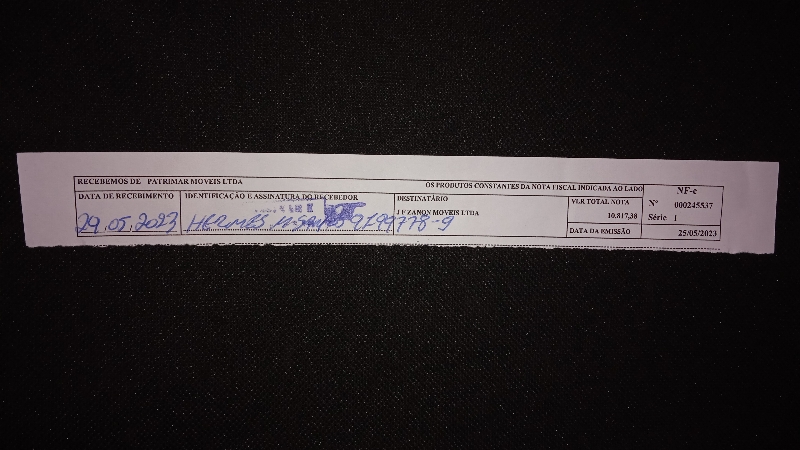 RECEBEMOS DE PATRIMAR MOVEIS LTDA OS PRODUTOS CONSTANTES DA NOTA FISCAL INDICADA AO LADO
NF-e
DATA DE RECEBIMENTO IDENTIFICAÇÃO E ASSINATURA DO RECEBEDOR DESTINATÁRIO VLR TOTAL NOTA
Nº 000245537
29.05.2023 HERMES 9799778-9 J F ZANON MOVEIS LTDA 10.817,38
Série 1
DATA DA EMISSÃO 25/05/2023